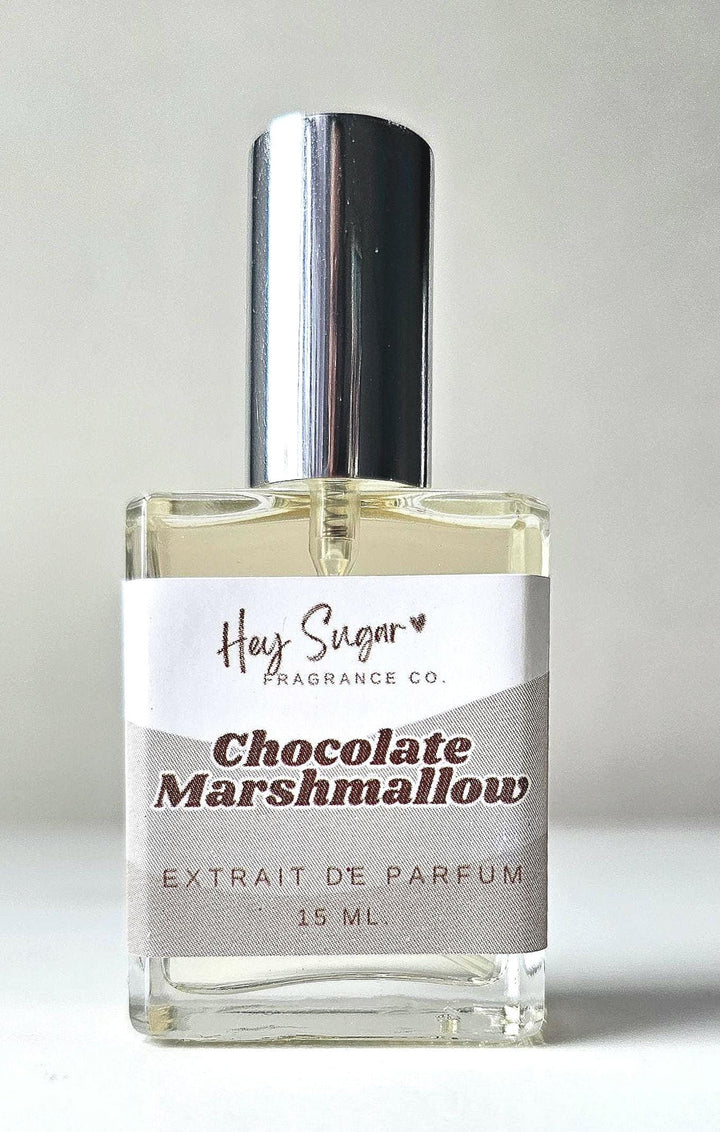 Hey Sugar
FRAGRANCE CO.
Chocolate
Marshmallow
EXTRAIT DE PARFUM
15 ML.